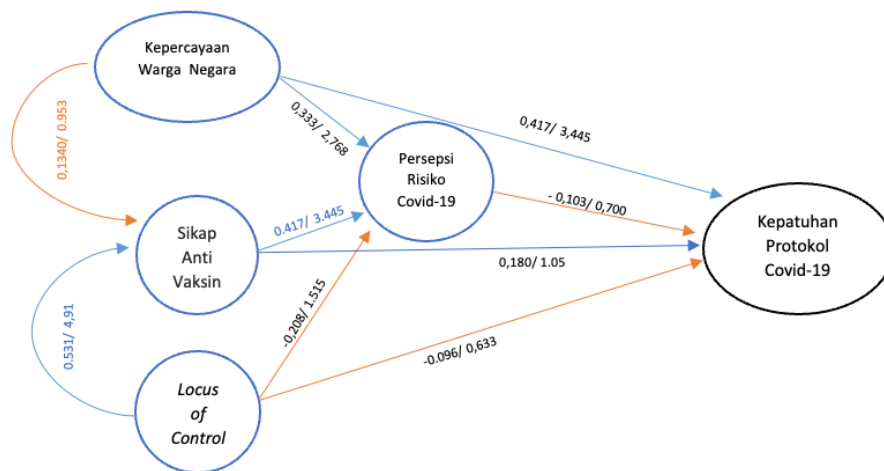 Kepercayaan
Warga Negara
0,1340/ 0.953
0,333/ 2,768
0,417/ 3,445
Persepsi
Risiko
Covid-19
- 0,103/ 0,700
Kepatuhan
Protokol
Covid-19
Sikap
Anti
Vaksin
0.417/ 3.445
0,180/ 1.05
0.531/ 4,91
-0,208/ 1.515
-0.096/ 0,633
Locus
of
Control